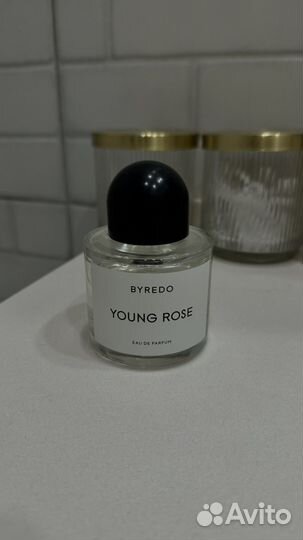 BYREDO
YOUNG ROSE
EAU DE PARFUM
Avito